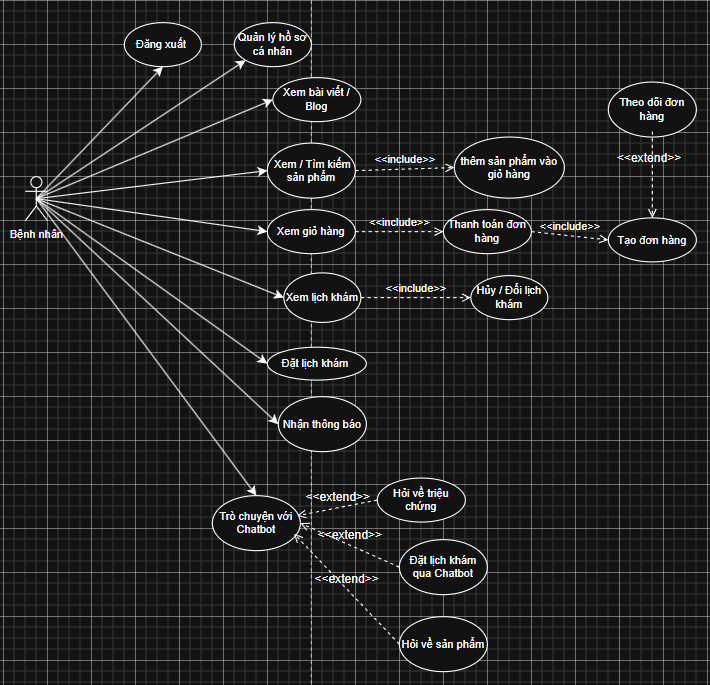 Đăng xuất
Quản lý hồ sơ
cá nhân
Xem bài viết /
Blog
Theo dõi đơn
hàng
<<extend>>
Xem / Tìm kiếm
sản phẩm
<<include>>
thêm sản phẩm vào
giỏ hàng
Bệnh nhân
Xem giỏ hàng
<<include>>
Thanh toán đơn
hàng
<<include>>
Tạo đơn hàng
Xem lịch khám
<<include>>
Hủy / Đổi lịch
khám
Đặt lịch khám
Nhận thông báo
Trò chuyện với
Chatbot
<<extend>>
Hỏi về triệu
chứng
<<extend>>
Đặt lịch khám
qua Chatbot
<<extend>>
Hỏi về sản phẩm